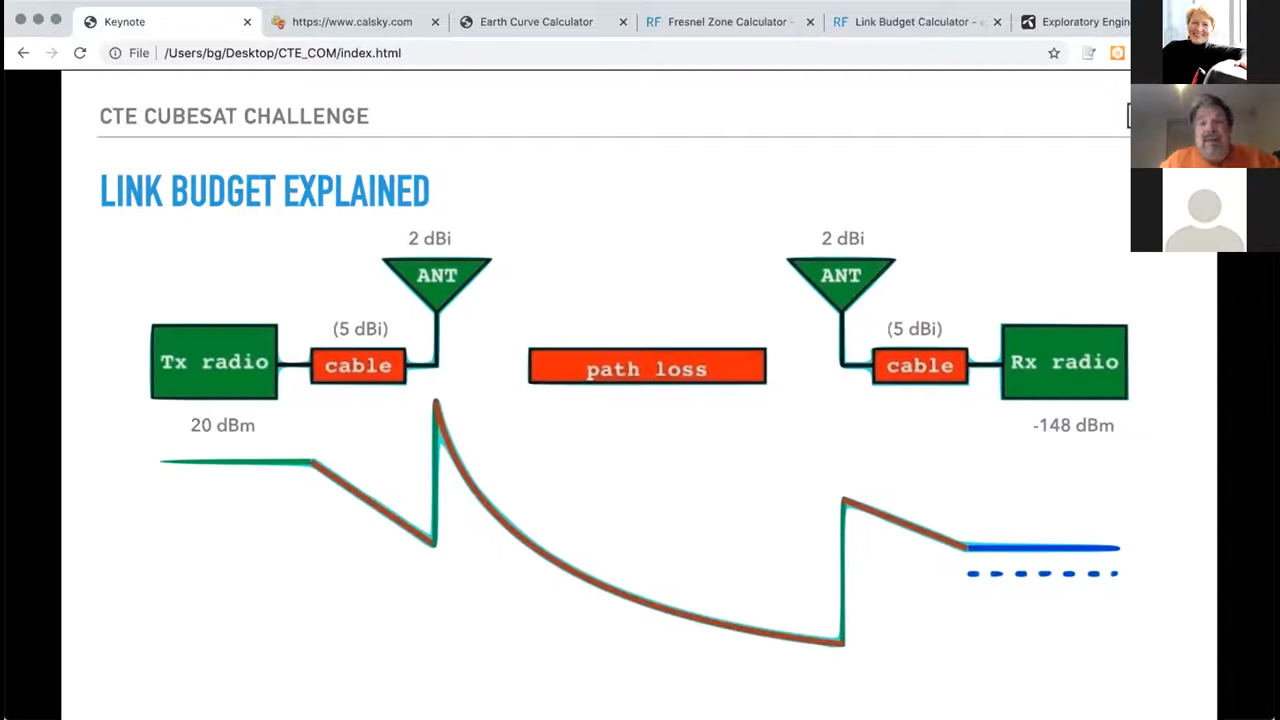 Keynote
https://www.calsky.com
Earth Curve Calculator
RF Fresnel Zone Calculator -
RF Link Budget Calculator -
Exploratory Engin
File
/Users/bg/Desktop/CTE_COM/index.html
CTE CUBESAT CHALLENGE
LINK BUDGET EXPLAINED
2 dBi
2 dBi
ANT
ANT
(5 dBi)
(5 dBi)
Tx radio
cable
path loss
cable
Rx radio
20 dBm
-148 dBm